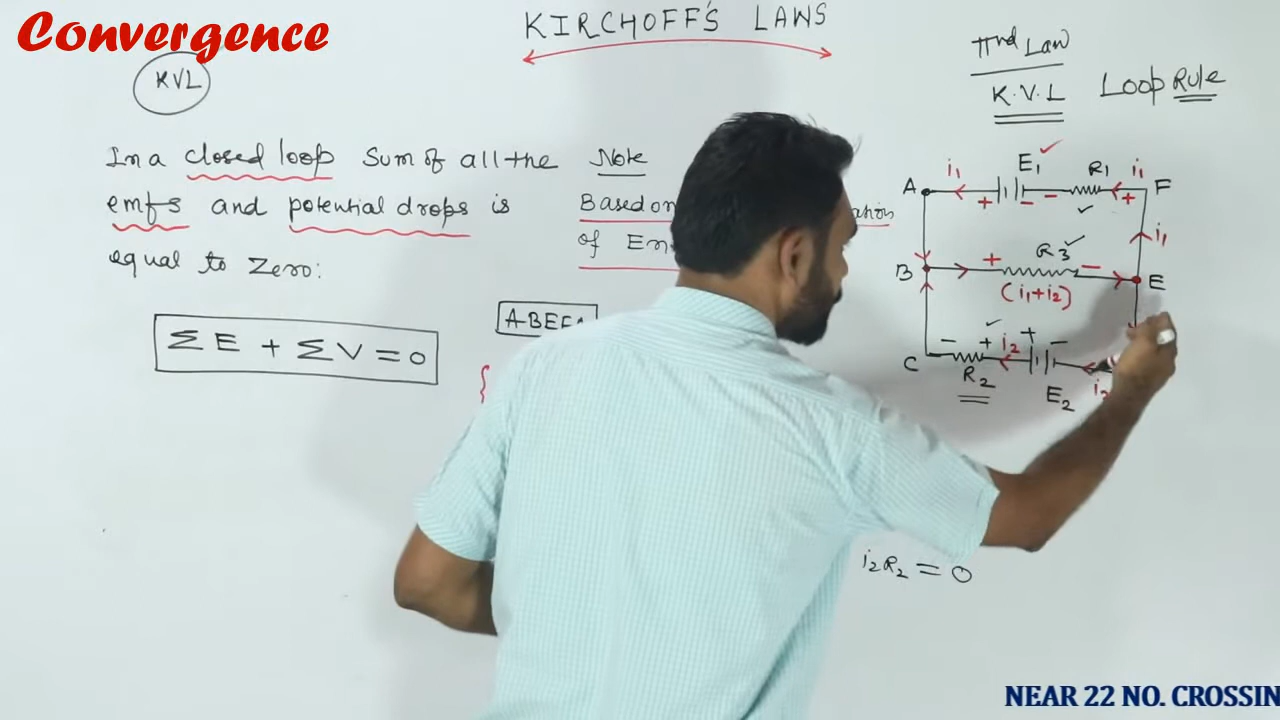 Convergence
KIRCHOFF'S LAWS
KVL
IInd Law
K.V.L Loop Rule
In a closed loop Sum of all the
emfs and potential drops is
equal to Zero:
ΣE + ΣV = 0
Note
Based on
of
ABEFA
A i1 + E1 - - R1 + i1 F
i1
B + R3 - E
(i1+i2)
C - + i2 + -
R2 E2 i2
i2R2 = 0
NEAR 22 NO. CROSSIN